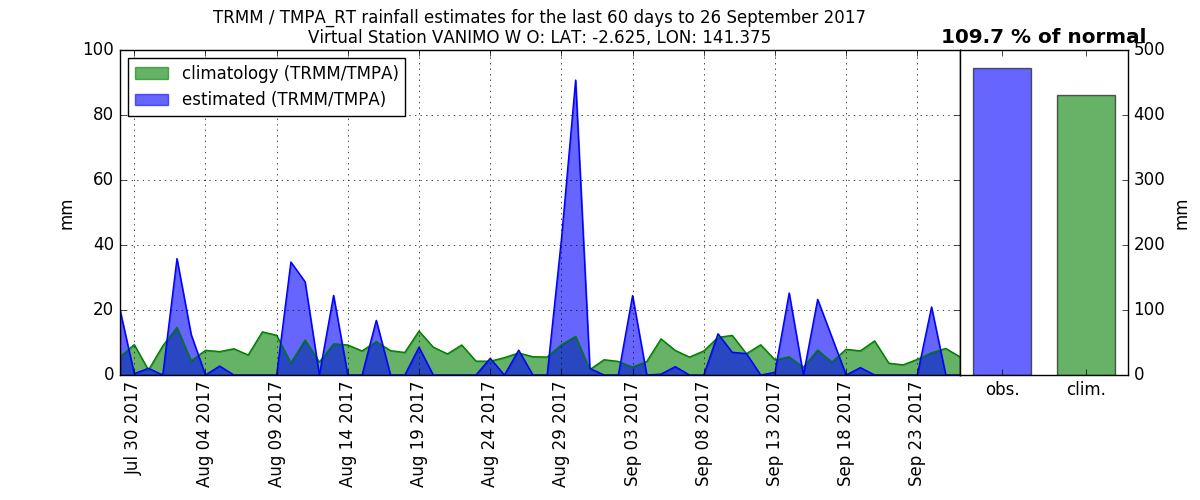 TRMM / TMPA_RT rainfall estimates for the last 60 days to 26 September 2017
Virtual Station VANIMO W O: LAT: -2.625, LON: 141.375
109.7 % of normal
climatology (TRMM/TMPA)
estimated (TRMM/TMPA)
100
80
60
40
20
0
mm
500
400
300
200
100
0
mm
Jul 30 2017
Aug 04 2017
Aug 09 2017
Aug 14 2017
Aug 19 2017
Aug 24 2017
Aug 29 2017
Sep 03 2017
Sep 08 2017
Sep 13 2017
Sep 18 2017
Sep 23 2017
obs.
clim.